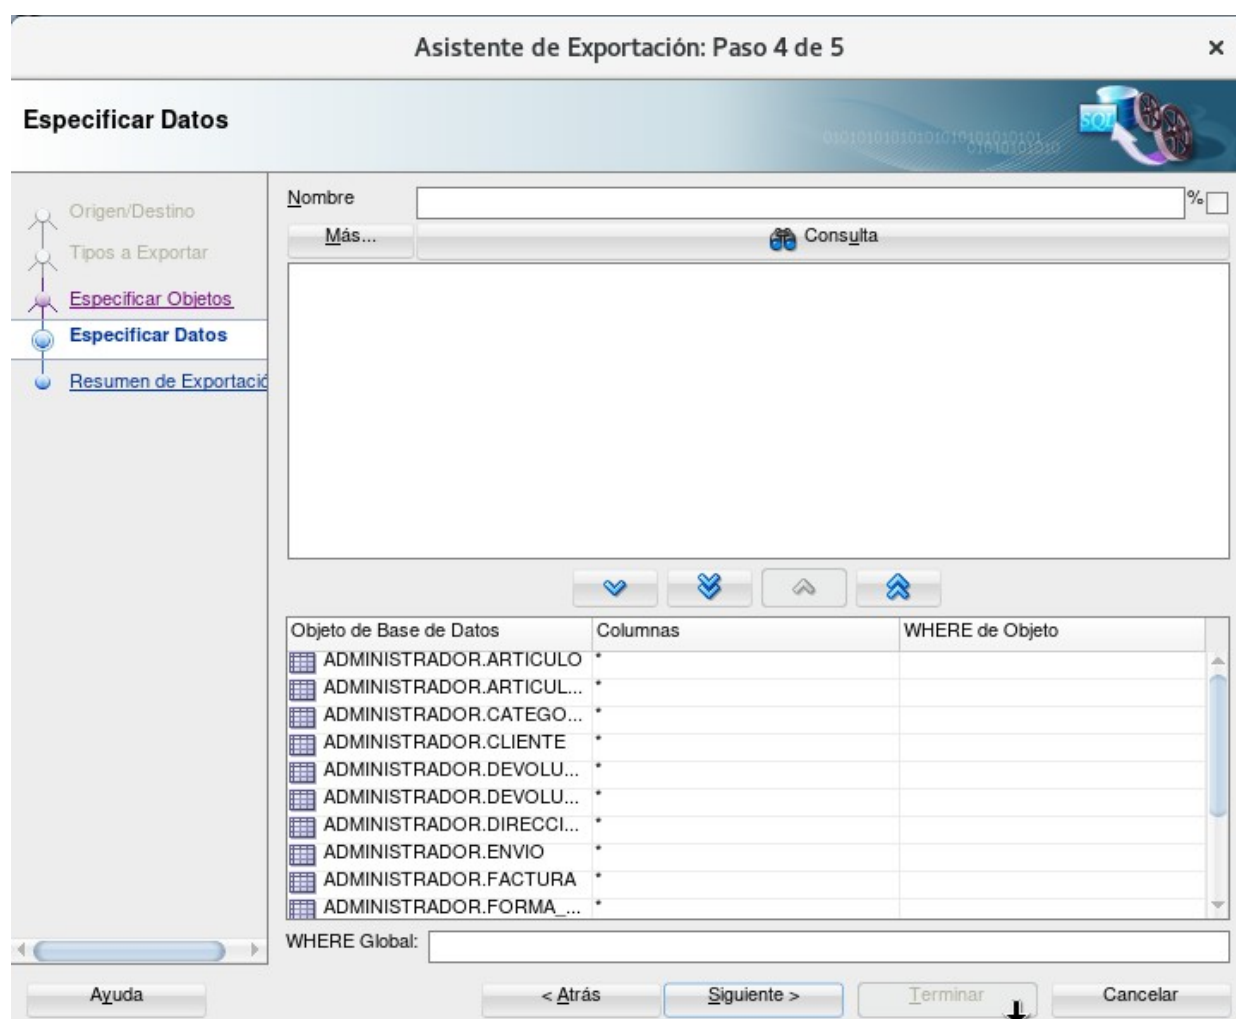 Asistente de Exportación: Paso 4 de 5
Especificar Datos
SQL
Origen/Destino
Tipos a Exportar
Especificar Objetos
Especificar Datos
Resumen de Exportació
Nombre %
Más... Consulta
Objeto de Base de Datos Columnas WHERE de Objeto
ADMINISTRADOR.ARTICULO *
ADMINISTRADOR.ARTICUL... *
ADMINISTRADOR.CATEGO... *
ADMINISTRADOR.CLIENTE *
ADMINISTRADOR.DEVOLU... *
ADMINISTRADOR.DEVOLU... *
ADMINISTRADOR.DIRECCI... *
ADMINISTRADOR.ENVIO *
ADMINISTRADOR.FACTURA *
ADMINISTRADOR.FORMA_... *
WHERE Global:
Ayuda < Atrás Siguiente > Terminar Cancelar